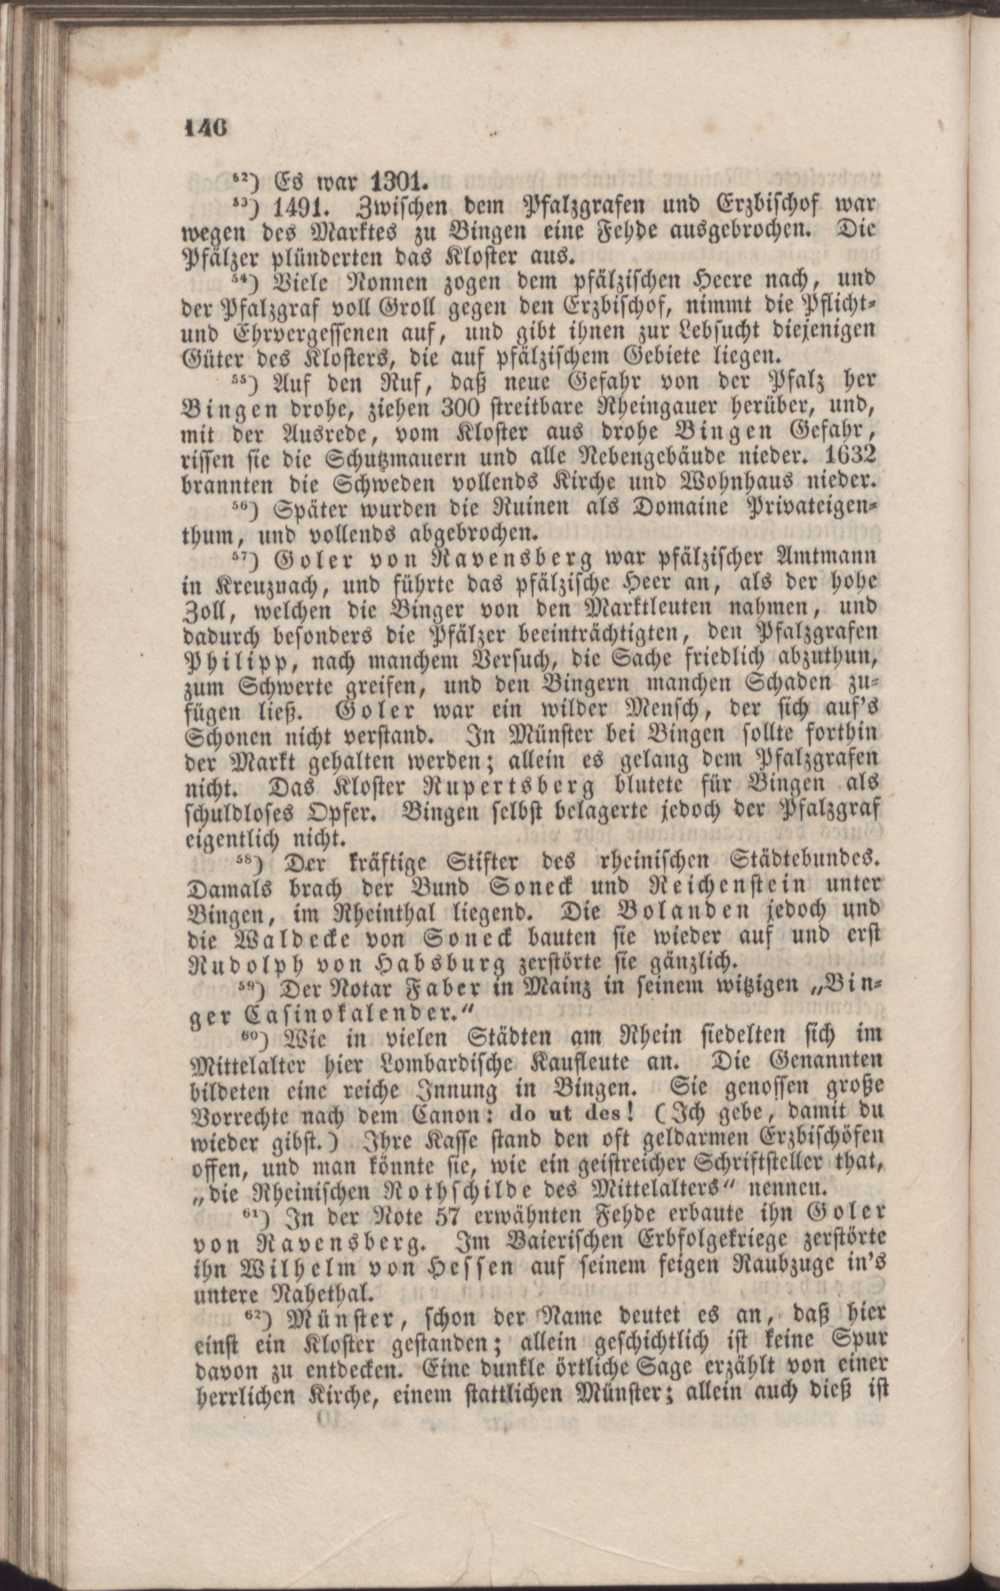 146
⁵²) Es war 1301.
⁵³) 1491. Zwischen dem Pfalzgrafen und Erzbischof war
wegen des Marktes zu Bingen eine Fehde ausgebrochen. Die
Pfälzer plünderten das Kloster aus.
⁵⁴) Viele Nonnen zogen dem pfälzischen Heere nach, und
der Pfalzgraf voll Groll gegen den Erzbischof, nimmt die Pflicht-
und Ehrvergessenen auf, und gibt ihnen zur Lebsucht diejenigen
Güter des Klosters, die auf pfälzischem Gebiete liegen.
⁵⁵) Auf den Ruf, daß neue Gefahr von der Pfalz her
Bingen drohe, ziehen 300 streitbare Rheingauer herüber, und,
mit der Ausrede, vom Kloster aus drohe Bingen Gefahr,
rissen sie die Schutzmauern und alle Nebengebäude nieder. 1632
brannten die Schweden vollends Kirche und Wohnhaus nieder.
⁵⁶) Später wurden die Ruinen als Domaine Privateigen-
thum, und vollends abgebrochen.
⁵⁷) Goler von Ravensberg war pfälzischer Amtmann
in Kreuznach, und führte das pfälzische Heer an, als der hohe
Zoll, welchen die Binger von den Marktleuten nahmen, und
dadurch besonders die Pfälzer beeinträchtigten, den Pfalzgrafen
Philipp, nach manchem Versuch, die Sache friedlich abzuthun,
zum Schwerte greifen, und den Bingern manchen Schaden zu-
fügen ließ. Goler war ein wilder Mensch, der sich auf's
Schonen nicht verstand. In Münster bei Bingen sollte forthin
der Markt gehalten werden; allein es gelang dem Pfalzgrafen
nicht. Das Kloster Rupertsberg blutete für Bingen als
schuldloses Opfer. Bingen selbst belagerte jedoch der Pfalzgraf
eigentlich nicht.
⁵⁸) Der kräftige Stifter des rheinischen Städtebundes.
Damals brach der Bund Soneck und Reichenstein unter
Bingen, im Rheinthal liegend. Die Bolanden jedoch und
die Waldecke von Soneck bauten sie wieder auf und erst
Rudolph von Habsburg zerstörte sie gänzlich.
⁵⁹) Der Notar Faber in Mainz in seinem witzigen „Bin-
ger Casinokalender.“
⁶⁰) Wie in vielen Städten am Rhein siedelten sich im
Mittelalter hier Lombardische Kaufleute an. Die Genannten
bildeten eine reiche Innung in Bingen. Sie genossen große
Vorrechte nach dem Canon: do ut des! (Ich gebe, damit du
wieder gibst.) Ihre Kasse stand den oft geldarmen Erzbischöfen
offen, und man könnte sie, wie ein geistreicher Schriftsteller that,
„die Rheinischen Rothschilde des Mittelalters“ nennen.
⁶¹) In der Note 57 erwähnten Fehde erbaute ihn Goler
von Ravensberg. Im Baierischen Erbfolgekriege zerstörte
ihn Wilhelm von Hessen auf seinem feigen Raubzuge in's
untere Nahethal.
⁶²) Münster, schon der Name deutet es an, daß hier
einst ein Kloster gestanden; allein geschichtlich ist keine Spur
davon zu entdecken. Eine dunkle örtliche Sage erzählt von einer
herrlichen Kirche, einem stattlichen Münster; allein auch dieß ist